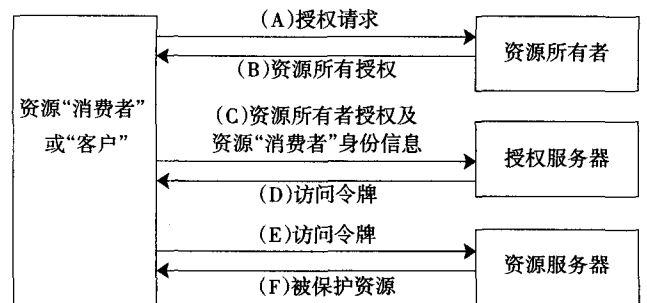 (A)授权请求
资源所有者
(B)资源所有授权
资源“消费者”
或“客户”
(C)资源所有者授权及
资源“消费者”身份信息
授权服务器
(D)访问令牌
(E)访问令牌
资源服务器
(F)被保护资源